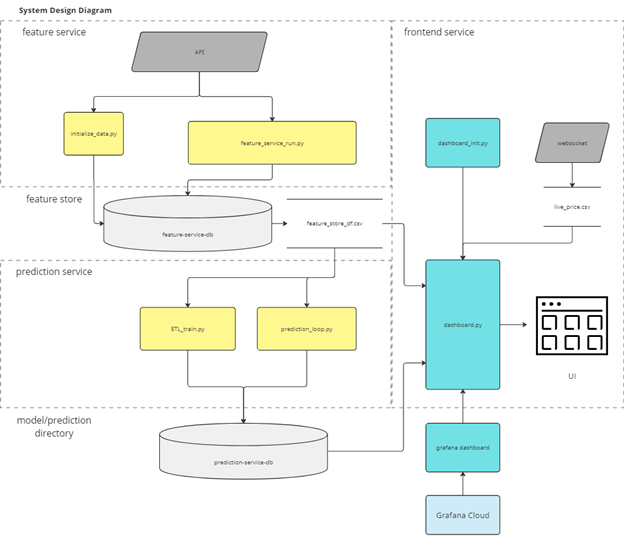 System Design Diagram
feature service
frontend service
API
initialize_data.py
feature_service_run.py
dashboard_init.py
websocket
feature store
feature-service-db
feature_store_df.csv
live_price.csv
prediction service
ETL_train.py
prediction_loop.py
dashboard.py
UI
model/prediction
directory
prediction-service-db
grafana dashboard
Grafana Cloud